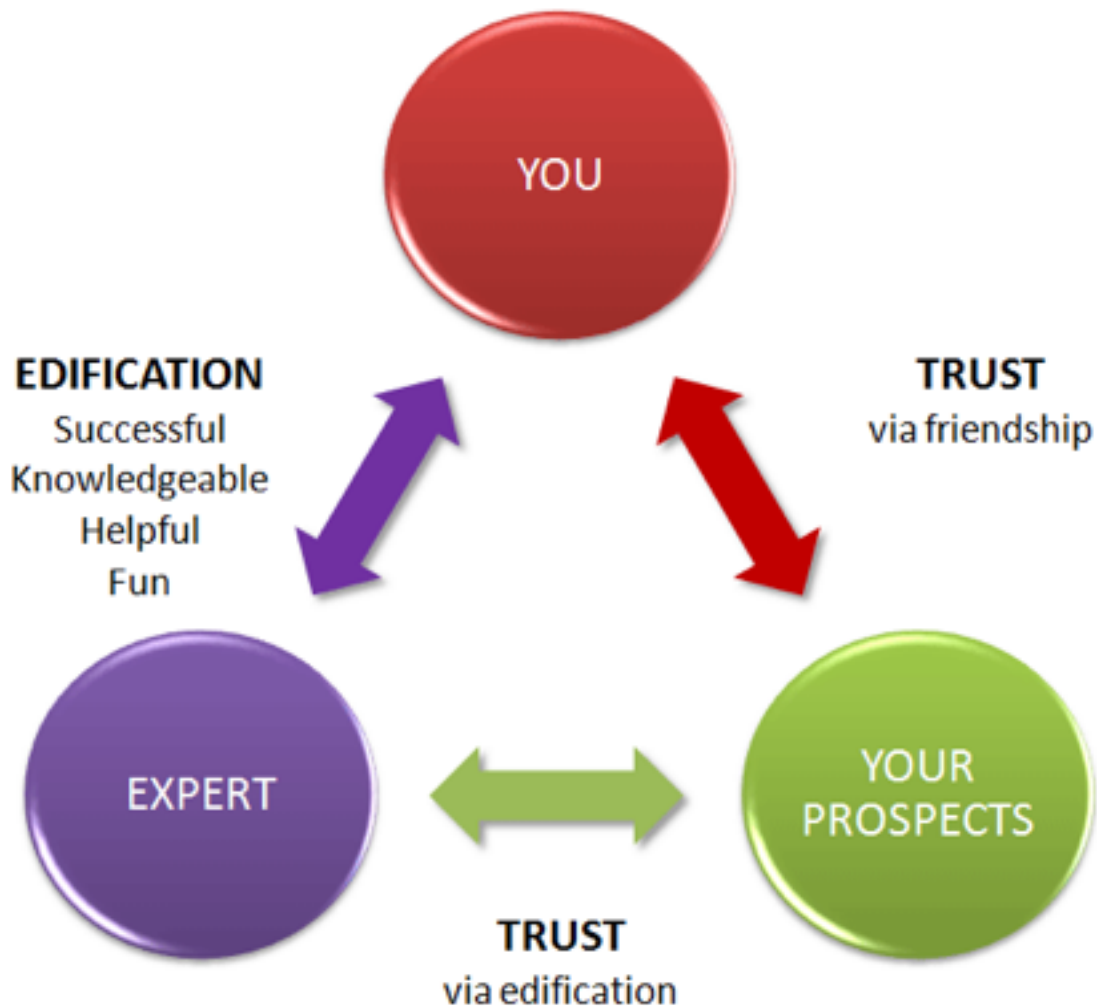 YOU
EDIFICATION
Successful
Knowledgeable
Helpful
Fun
TRUST
via friendship
EXPERT
YOUR
PROSPECTS
TRUST
via edification